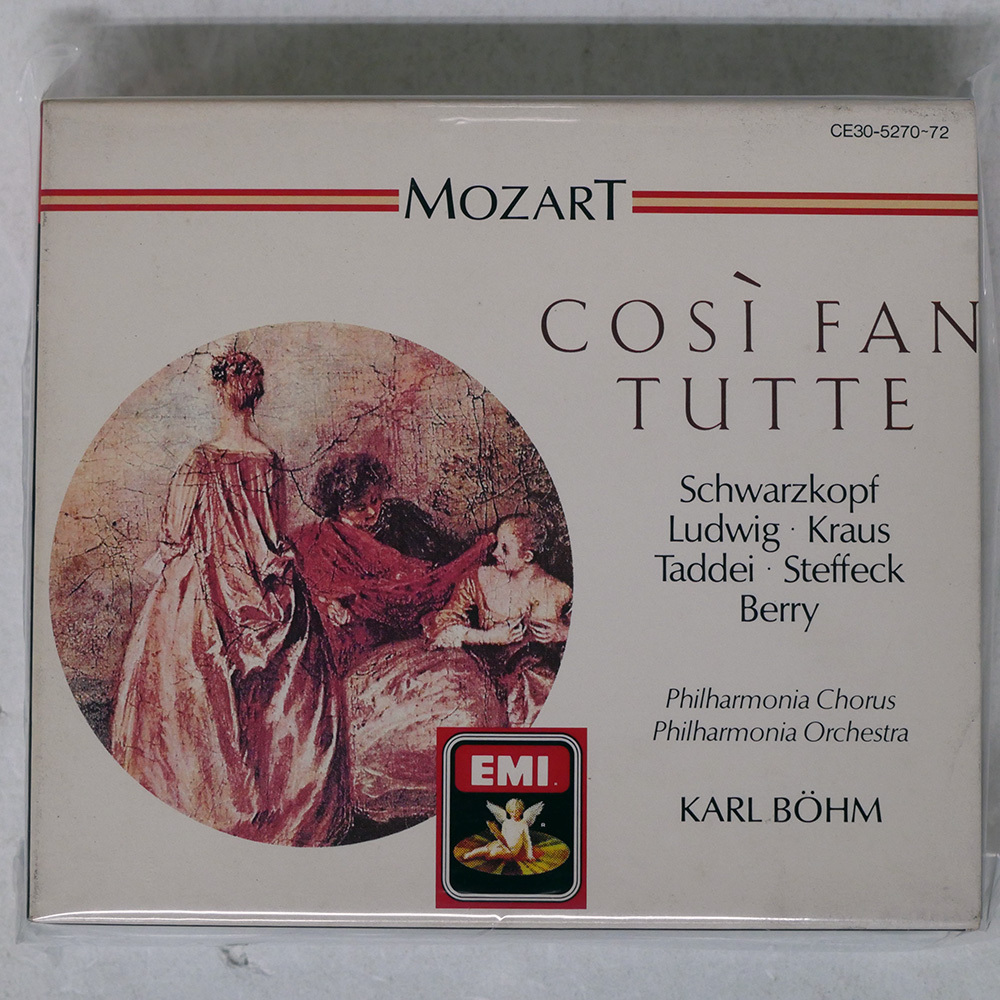 CE30-5270~72
MOZART
COSÌ FAN
TUTTE
Schwarzkopf
Ludwig · Kraus
Taddei · Steffeck
Berry
Philharmonia Chorus
Philharmonia Orchestra
EMI
KARL BÖHM